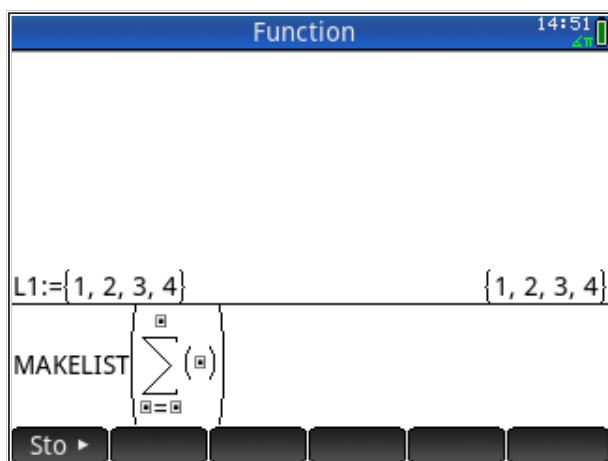 Function
14:51
∡π
L1:={1, 2, 3, 4}
{1, 2, 3, 4}
MAKELIST(∑(▣))
▣=▣
Sto ▸